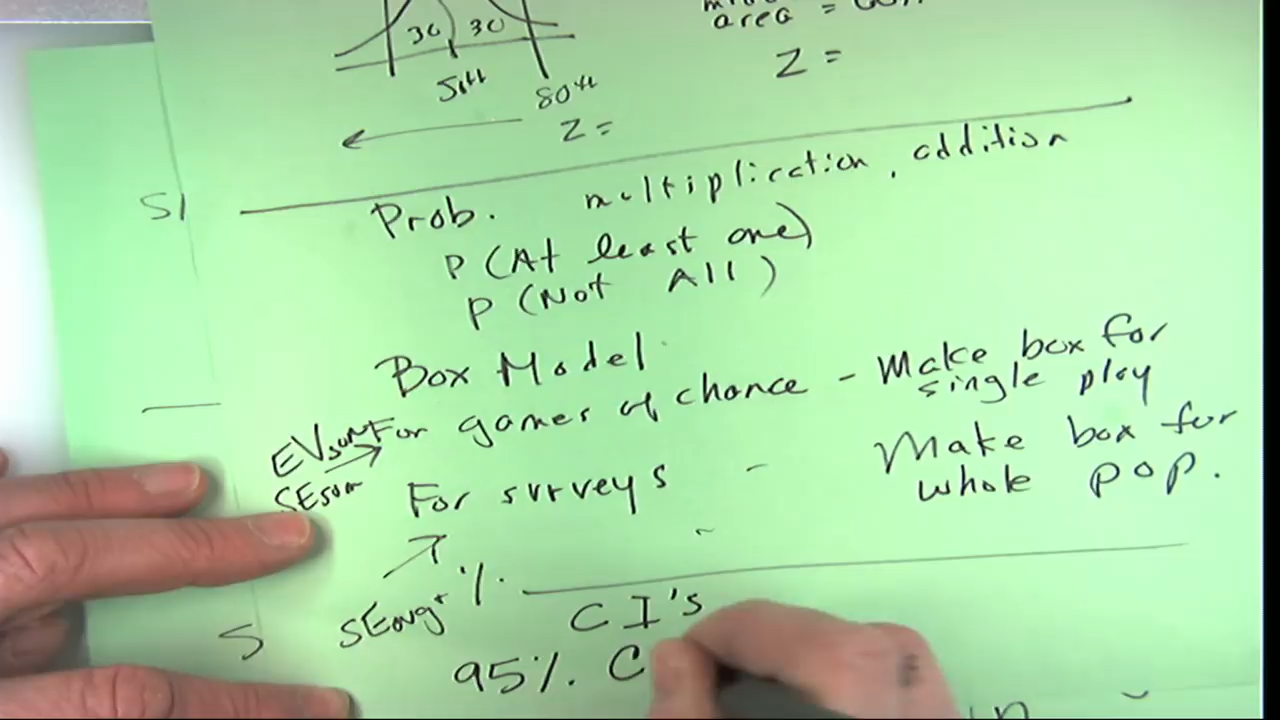 30 30
area =
50th
80th
Z =
Z =
S1
Prob. multiplication, addition
P (At least one)
P (Not All)
Box Model
For games of chance - Make box for single play
EVsum
SEsum
For surveys - Make box for whole pop.
SEavg + %
S
CI's
95% C